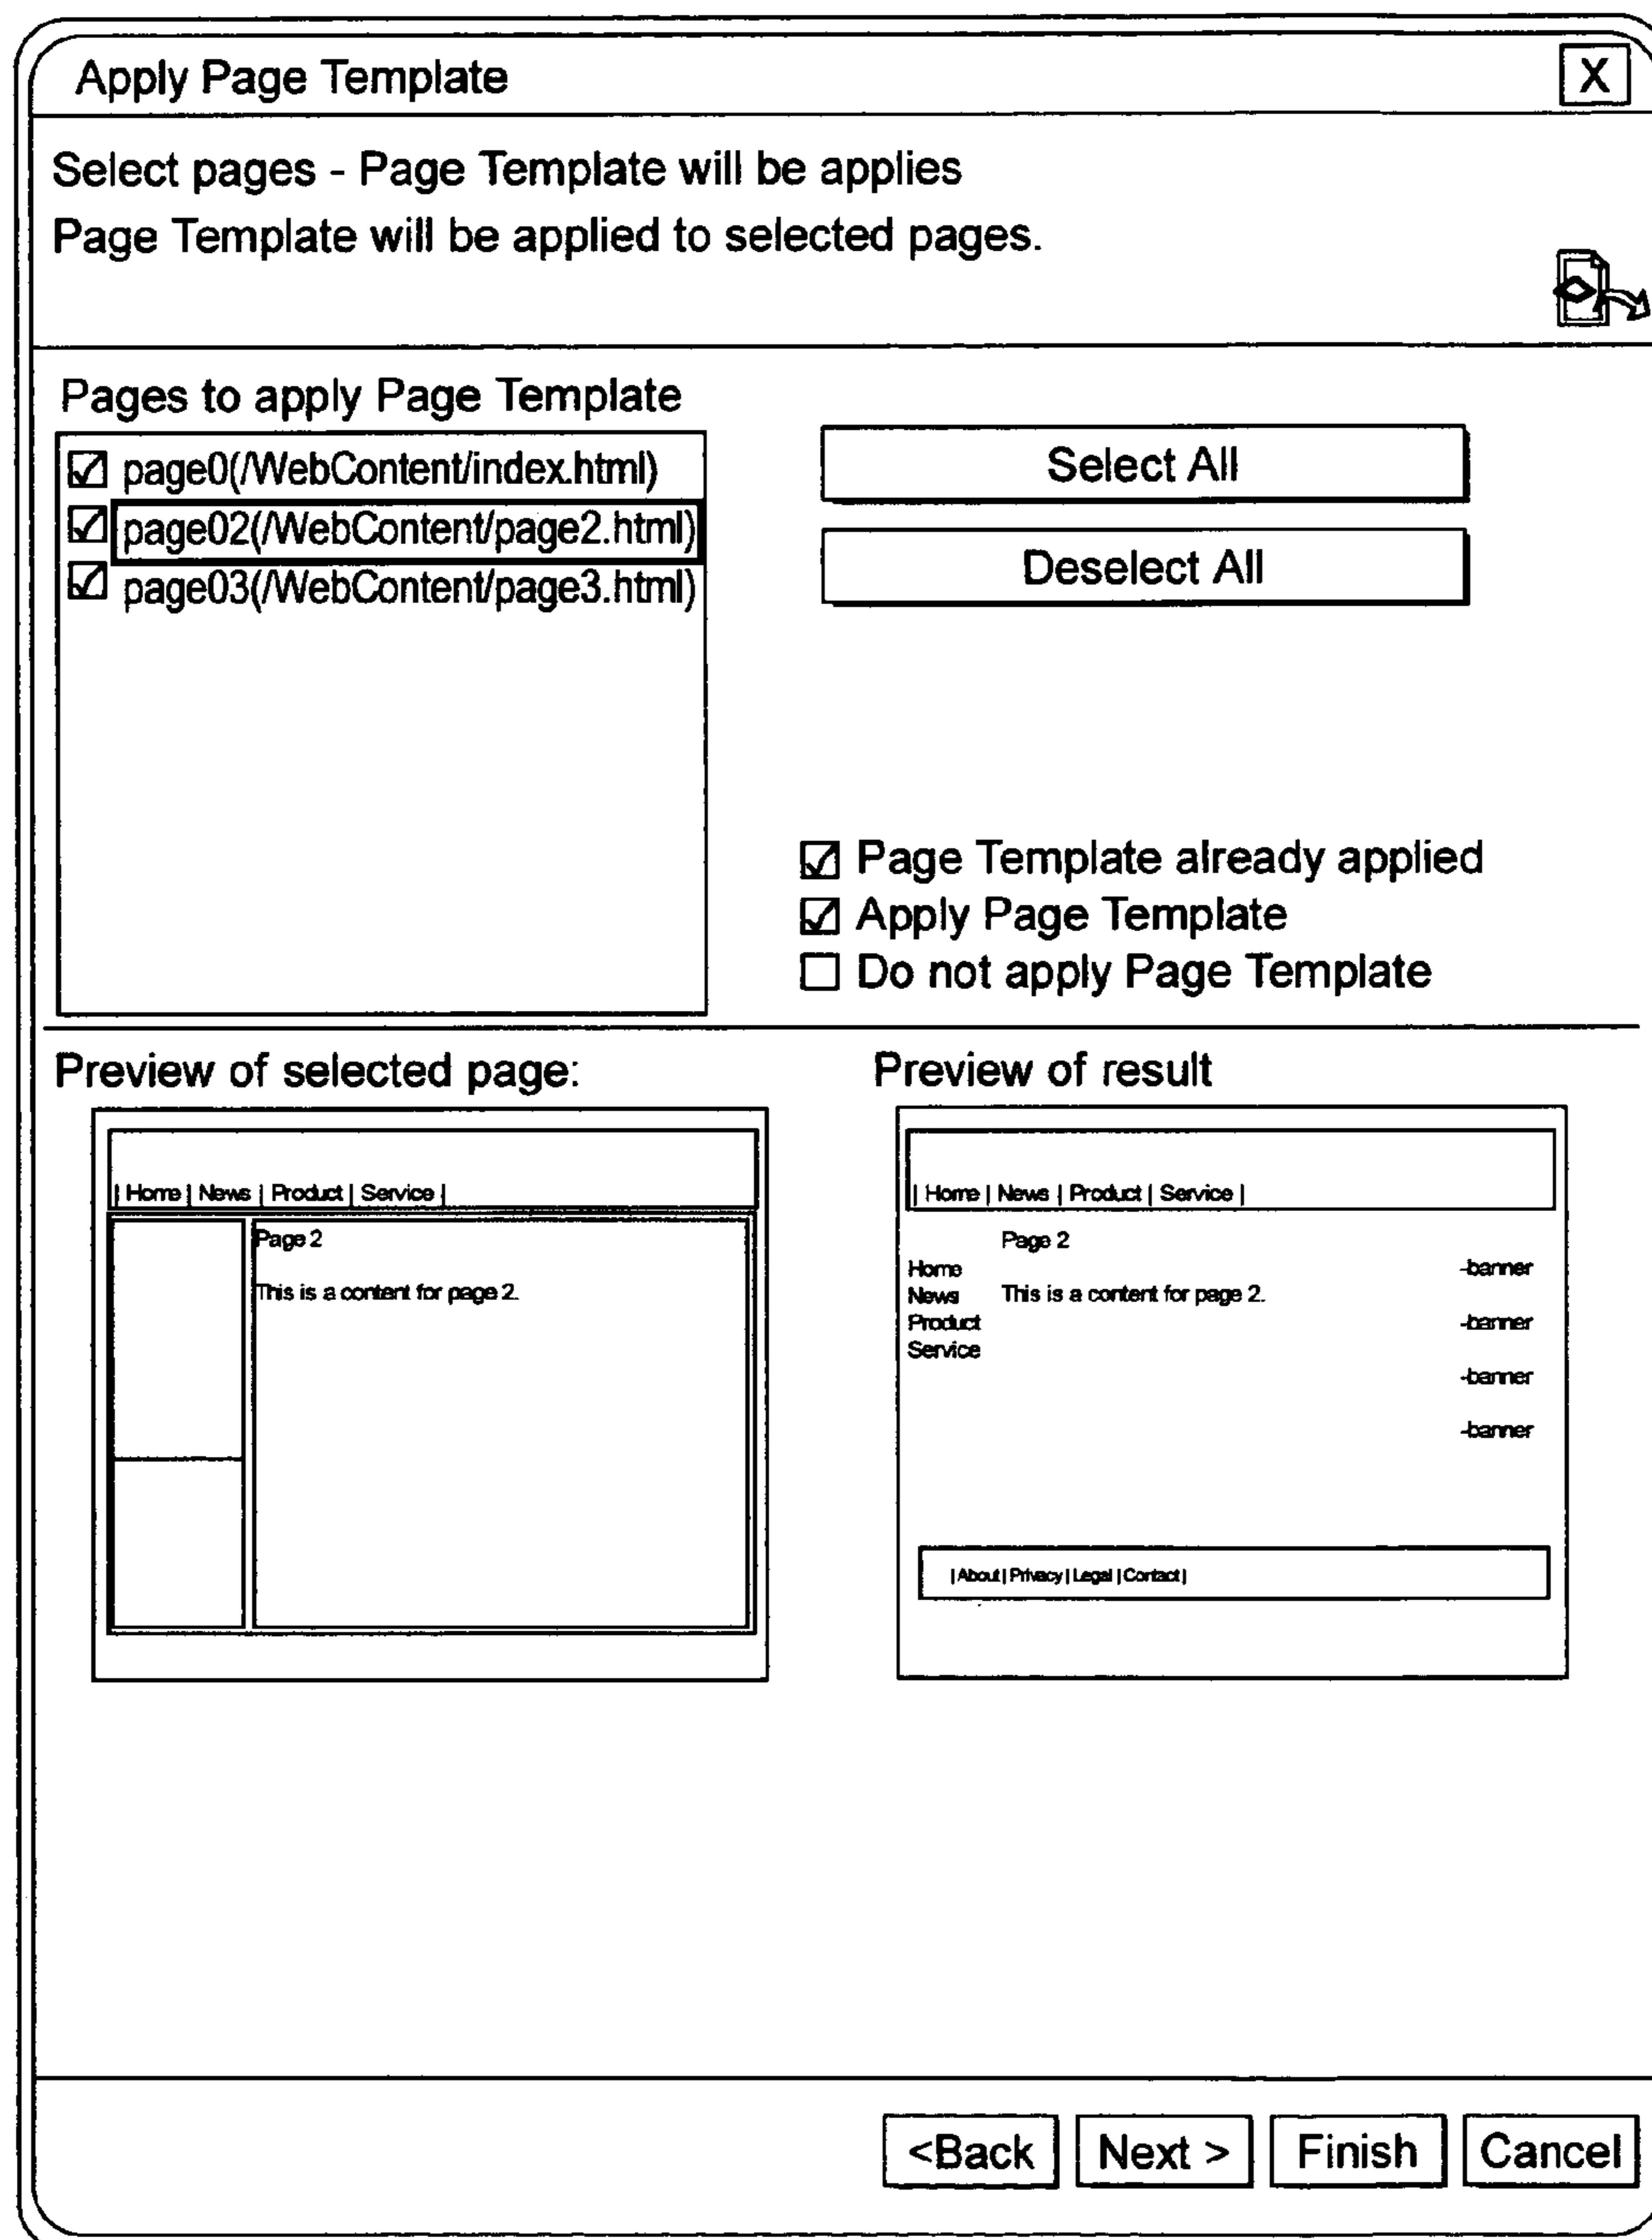 Apply Page Template
X
Select pages - Page Template will be applies
Page Template will be applied to selected pages.
Pages to apply Page Template
page0(/WebContent/index.html)
page02(/WebContent/page2.html)
page03(/WebContent/page3.html)
Select All
Deselect All
Page Template already applied
Apply Page Template
Do not apply Page Template
Preview of selected page:
| Home | News | Product | Service |
Page 2
This is a content for page 2.
Preview of result
| Home | News | Product | Service |
Page 2
Home
News
Product
Service
This is a content for page 2.
-banner
-banner
-banner
-banner
| About | Privacy | Legal | Contact |
<Back
Next >
Finish
Cancel